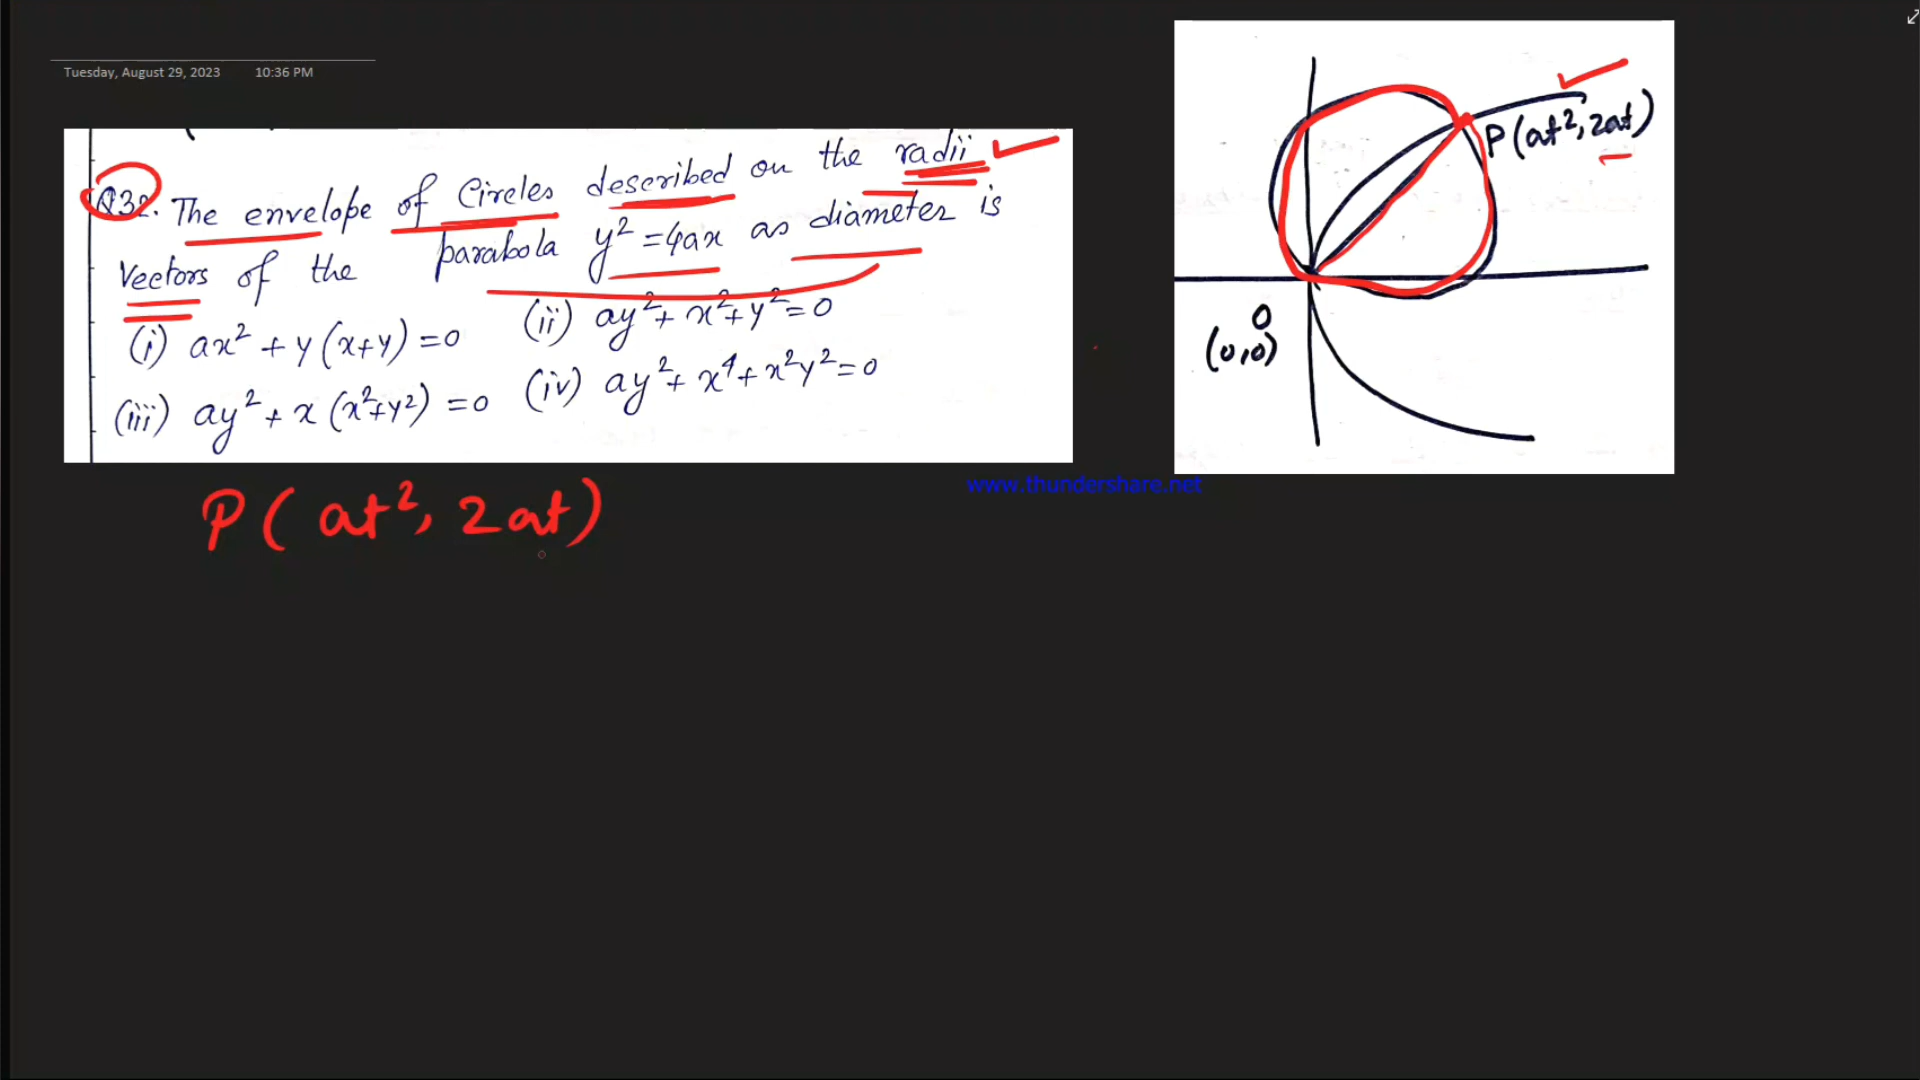 Tuesday, August 29, 2023 10:36 PM
Q32. The envelope of Circles described on the radii
Vectors of the parabola y²=4ax as diameter is
(i) ax² + y(x+y) = 0 (ii) ay² + x² + y² = 0
(iii) ay² + x(x²+y²) = 0 (iv) ay² + x⁴ + x²y² = 0
P(at², 2at)
O
(0,0)
www.thundershare.net
P(at², 2at)